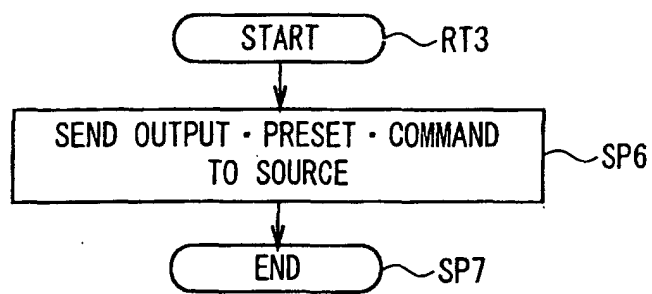 START RT3
SEND OUTPUT・PRESET・COMMAND
TO SOURCE
SP6
END SP7